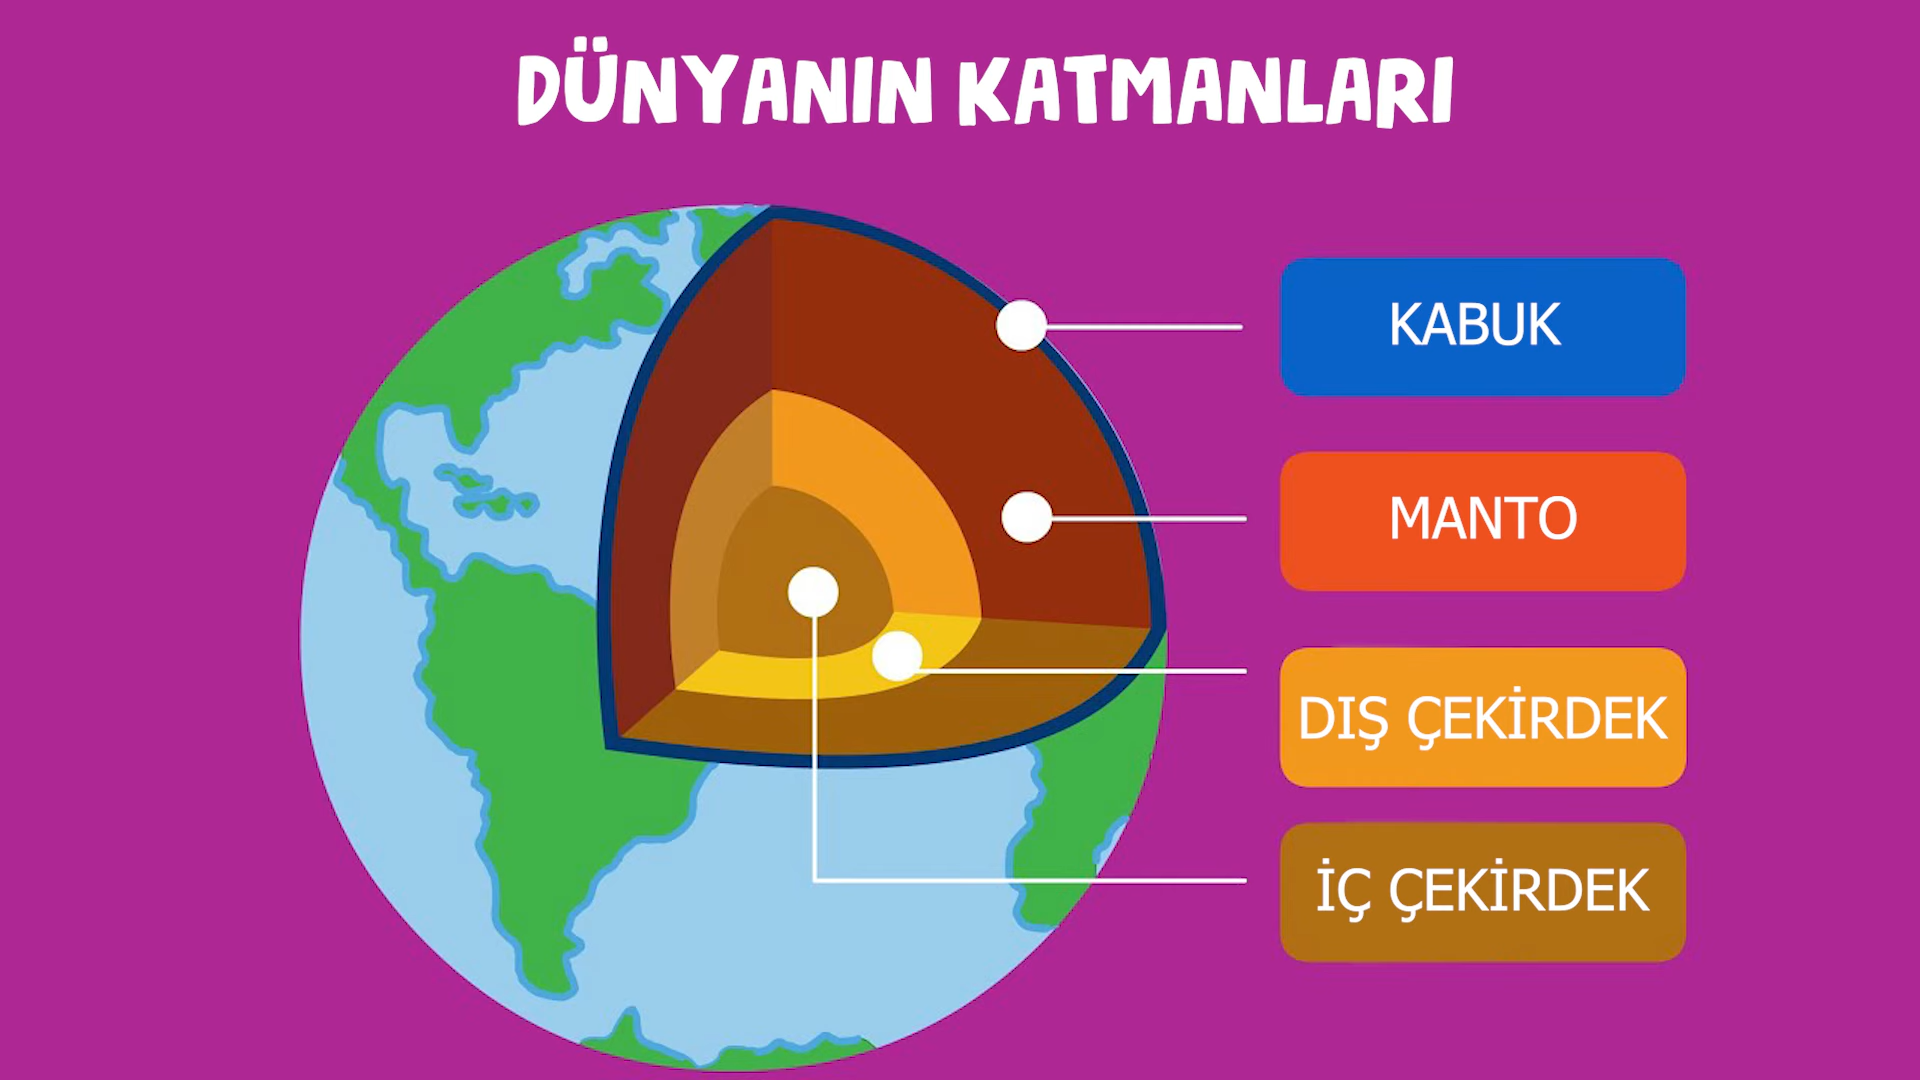 DÜNYANIN KATMANLARI
KABUK
MANTO
DIŞ ÇEKİRDEK
İÇ ÇEKİRDEK